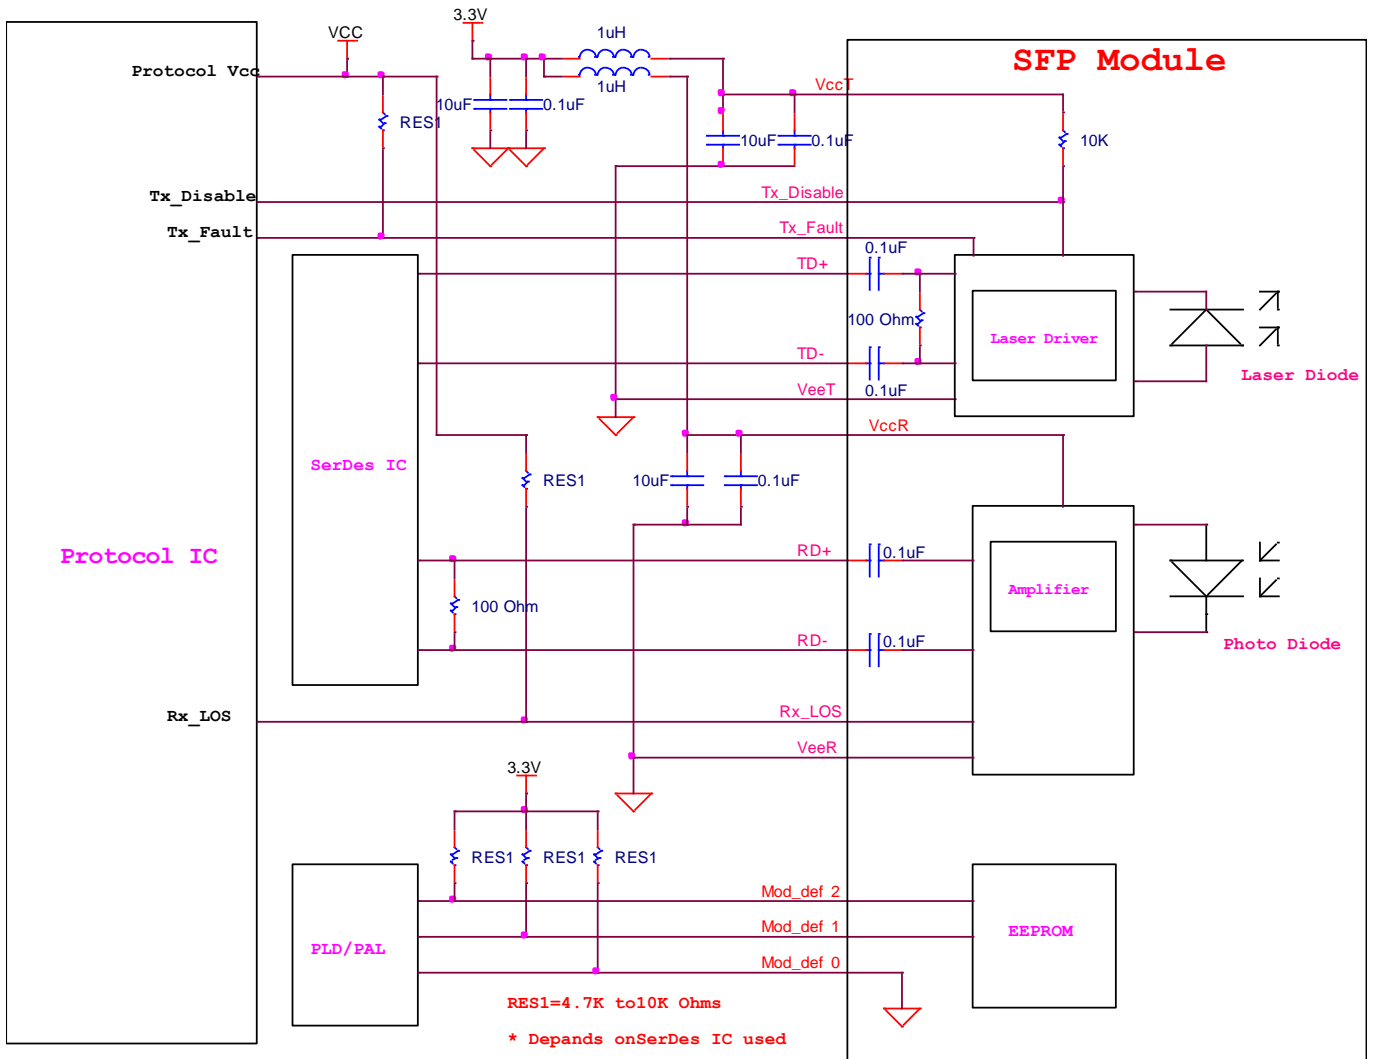 3.3V
VCC
1uH
SFP Module
Protocol Vcc
1uH
VccT
10uF
0.1uF
RES1
10uF
0.1uF
10K
Tx_Disable
Tx_Disable
Tx_Fault
Tx_Fault
0.1uF
TD+
100 Ohm
Laser Driver
TD-
Laser Diode
VeeT
0.1uF
VccR
SerDes IC
RES1
10uF
0.1uF
Protocol IC
RD+
0.1uF
Amplifier
100 Ohm
RD-
0.1uF
Photo Diode
Rx_LOS
Rx_LOS
VeeR
3.3V
RES1
RES1
RES1
Mod_def 2
PLD/PAL
Mod_def 1
EEPROM
Mod_def 0
RES1=4.7K to10K Ohms
* Depands onSerDes IC used